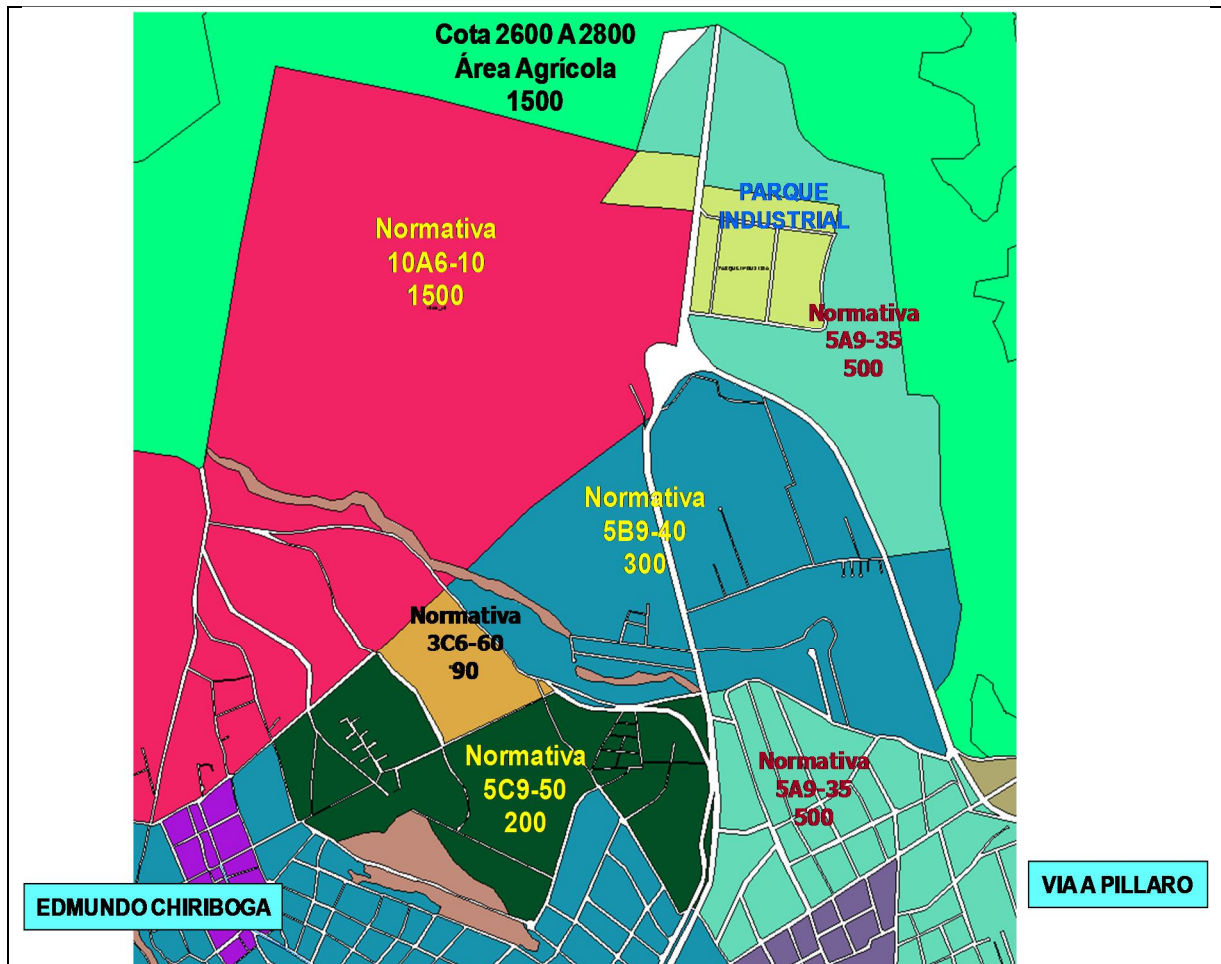 Cota 2600 A 2800
Área Agrícola
1500
PARQUE
INDUSTRIAL
Normativa
10A6-10
1500
Normativa
5A9-35
500
Normativa
5B9-40
300
Normativa
3C6-60
90
Normativa
5C9-50
200
Normativa
5A9-35
500
EDMUNDO CHIRIBOGA
VIA A PILLARO